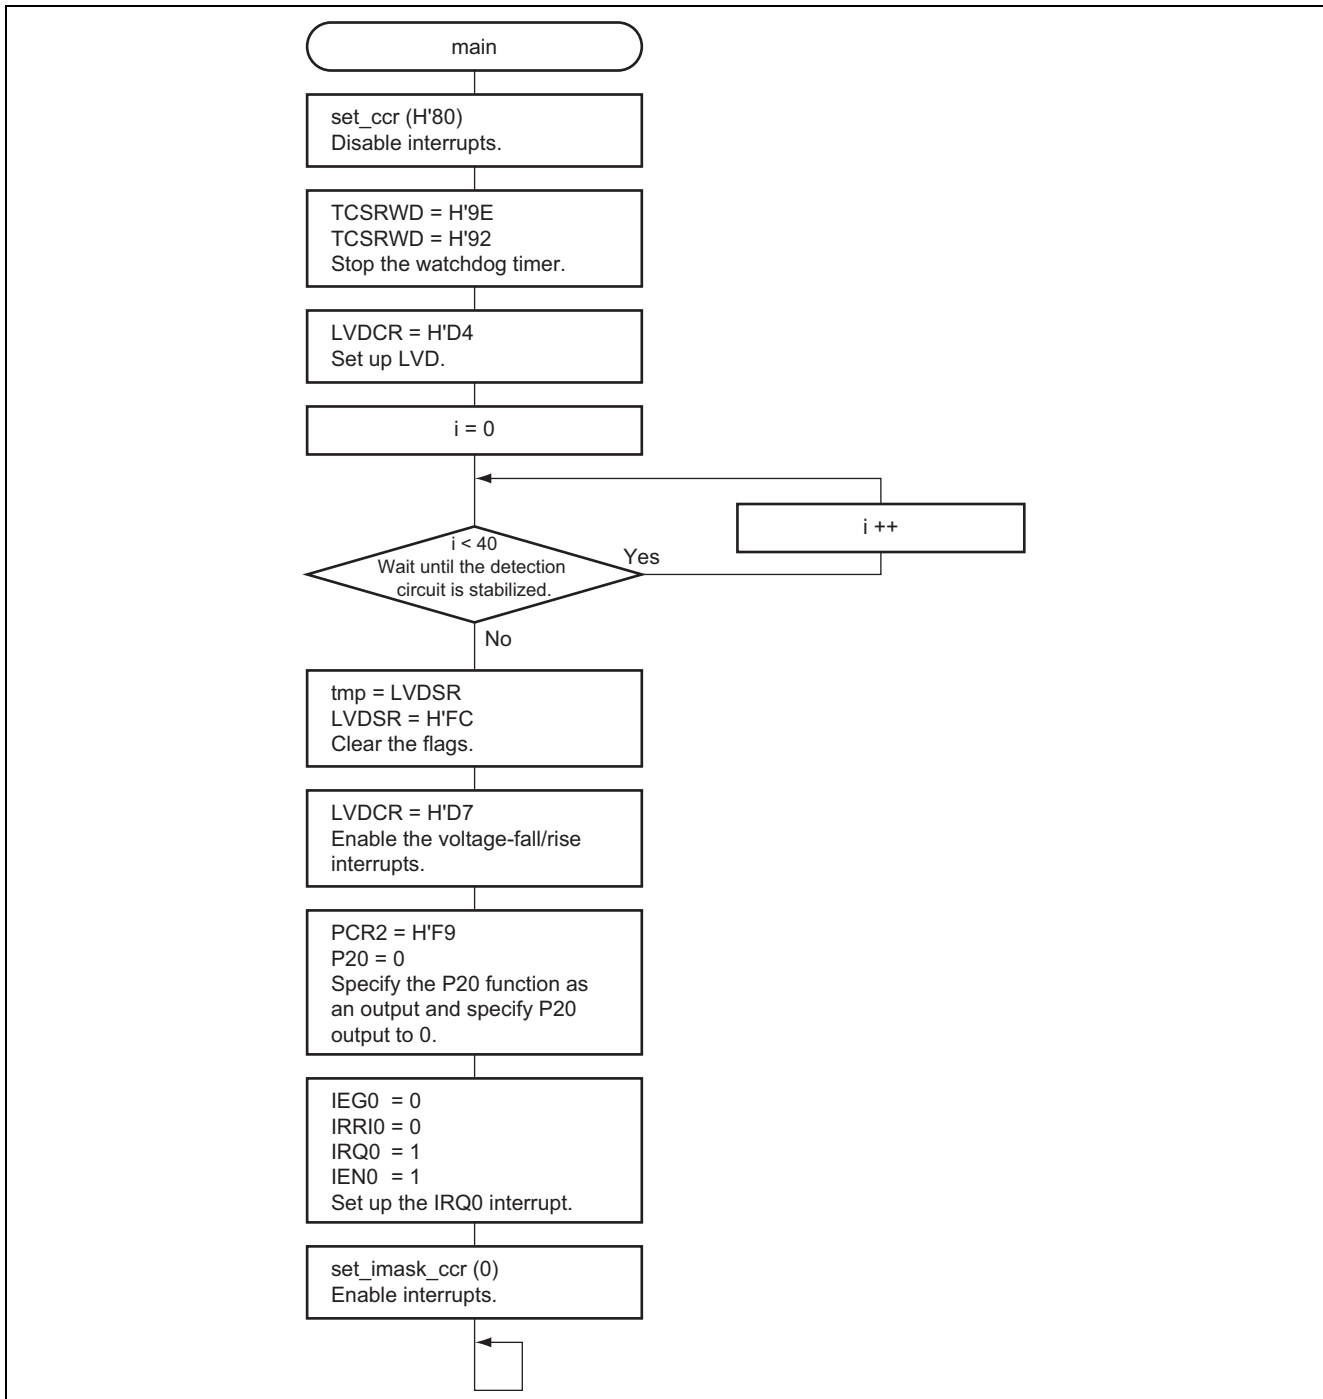 main
set_ccr (H'80)
Disable interrupts.
TCSRWD = H'9E
TCSRWD = H'92
Stop the watchdog timer.
LVDCR = H'D4
Set up LVD.
i = 0
i ++
i < 40
Wait until the detection
circuit is stabilized.
Yes
No
tmp = LVDSR
LVDSR = H'FC
Clear the flags.
LVDCR = H'D7
Enable the voltage-fall/rise
interrupts.
PCR2 = H'F9
P20 = 0
Specify the P20 function as
an output and specify P20
output to 0.
IEG0 = 0
IRRI0 = 0
IRQ0 = 1
IEN0 = 1
Set up the IRQ0 interrupt.
set_imask_ccr (0)
Enable interrupts.